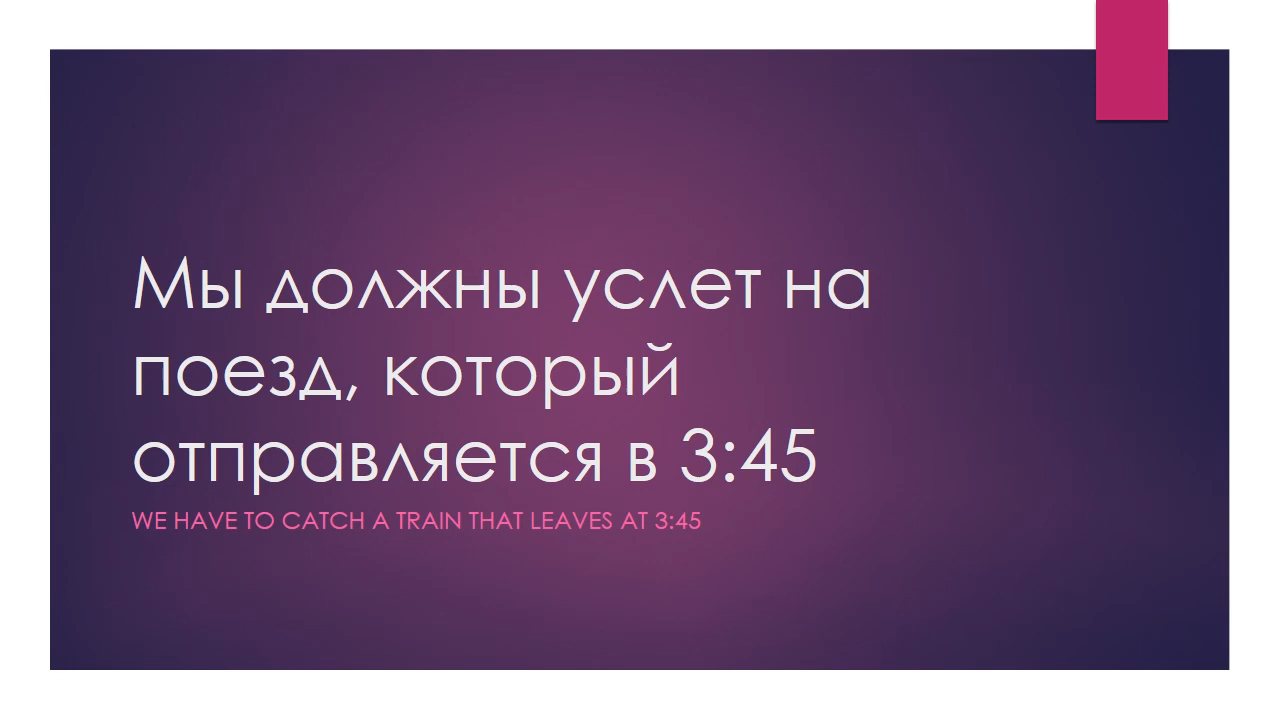 Мы должны услет на
поезд, который
отправляется в 3:45
WE HAVE TO CATCH A TRAIN THAT LEAVES AT 3:45